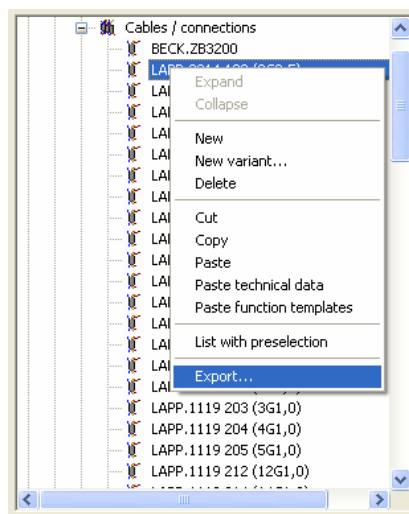 Cables / connections
BECK.ZB3200
LAPP.
Expand
Collapse
New
New variant...
Delete
Cut
Copy
Paste
Paste technical data
Paste function templates
List with preselection
Export...
LAPP.1119 203 (3G1,0)
LAPP.1119 204 (4G1,0)
LAPP.1119 205 (5G1,0)
LAPP.1119 212 (12G1,0)